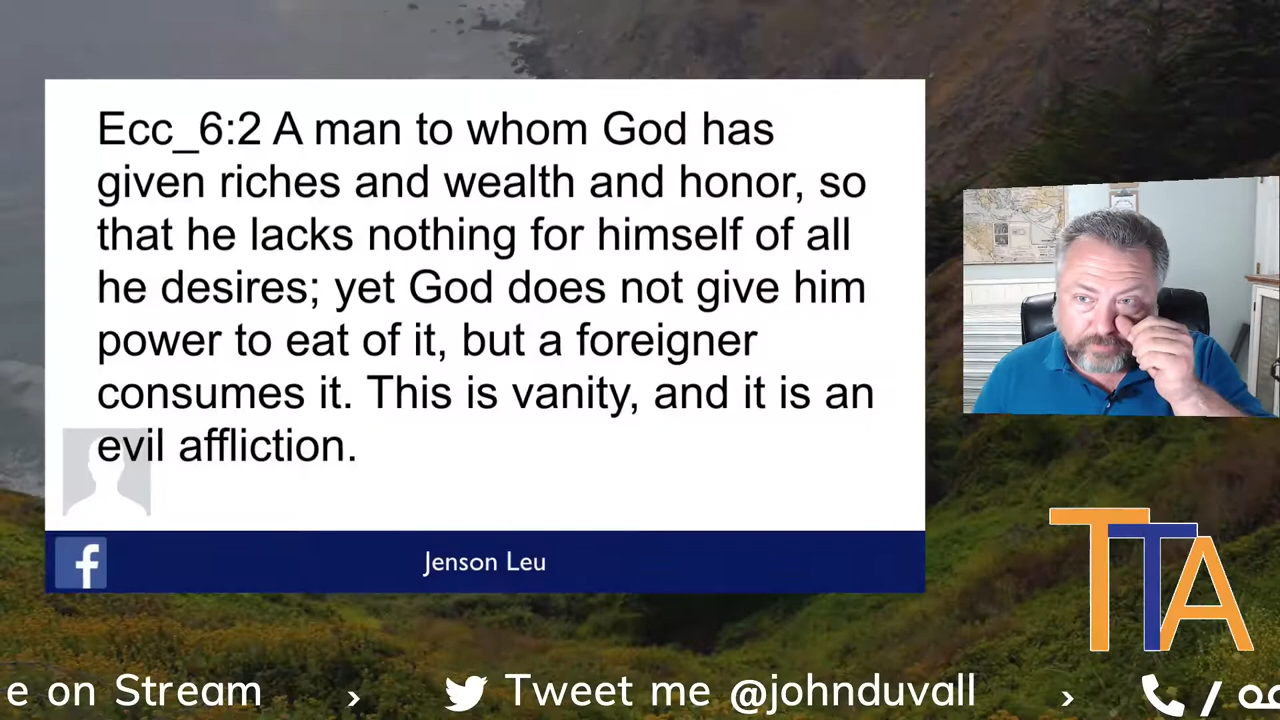 Ecc_6:2 A man to whom God has
given riches and wealth and honor, so
that he lacks nothing for himself of all
he desires; yet God does not give him
power to eat of it, but a foreigner
consumes it. This is vanity, and it is an
evil affliction.
f
Jenson Leu
TTA
e on Stream › Tweet me @johnduvall › /